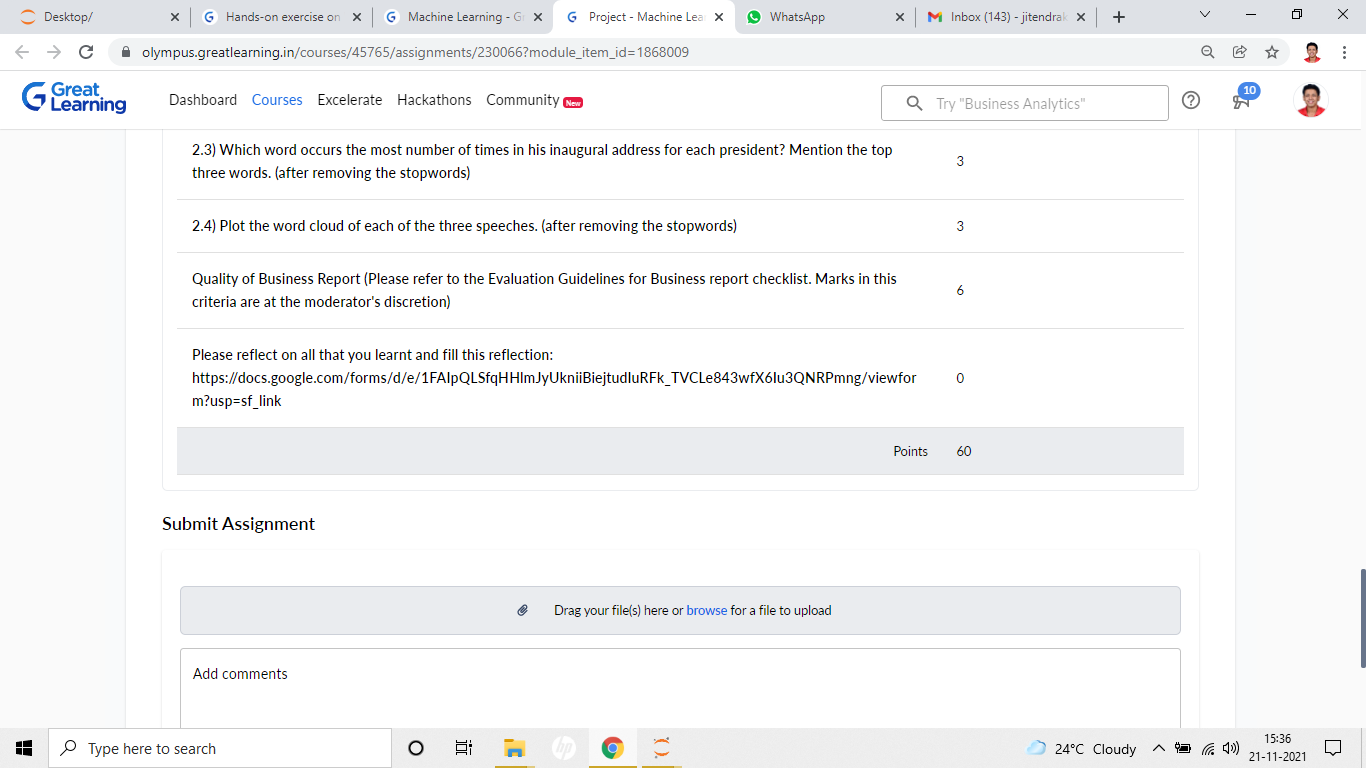 Desktop/
Hands-on exercise on
Machine Learning - G
Project - Machine Lea
WhatsApp
Inbox (143) - jitendrak
olympus.greatlearning.in/courses/45765/assignments/230066?module_item_id=1868009
Great
Learning
Dashboard Courses Excelerate Hackathons Community New
Try "Business Analytics"
10
2.3) Which word occurs the most number of times in his inaugural address for each president? Mention the top
three words. (after removing the stopwords)
3
2.4) Plot the word cloud of each of the three speeches. (after removing the stopwords)
3
Quality of Business Report (Please refer to the Evaluation Guidelines for Business report checklist. Marks in this
criteria are at the moderator's discretion)
6
Please reflect on all that you learnt and fill this reflection:
https://docs.google.com/forms/d/e/1FAIpQLSfqHHImJyUkniiBiejtudluRFk_TVCLe843wfX6Iu3QNRPmng/viewfor
m?usp=sf_link
0
Points 60
Submit Assignment
Drag your file(s) here or browse for a file to upload
Add comments
Type here to search
hp
24°C Cloudy
15:36
21-11-2021